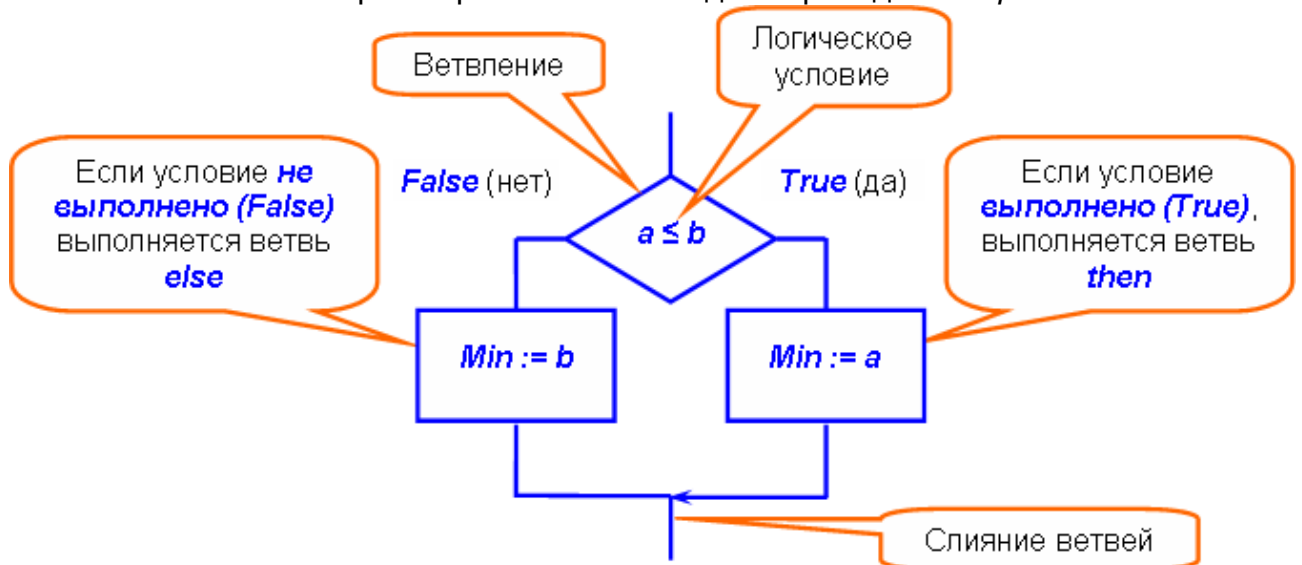 Ветвление
Логическое
условие
Если условие не
выполнено (False)
выполняется ветвь
else
False (нет)
True (да)
Если условие
выполнено (True),
выполняется ветвь
then
a ≤ b
Min := b
Min := a
Слияние ветвей